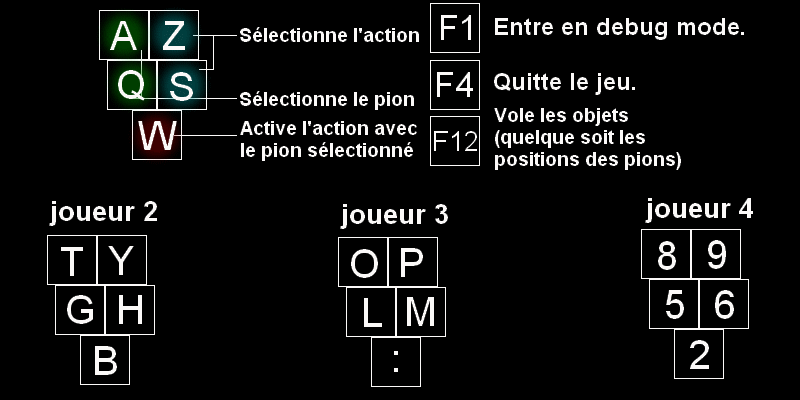 A Z
Sélectionne l'action
Q S
Sélectionne le pion
W
Active l'action avec
le pion sélectionné
F1
Entre en debug mode.
F4
Quitte le jeu.
F12
Vole les objets
(quelque soit les
positions des pions)
joueur 2
T Y
G H
B
joueur 3
O P
L M
:
joueur 4
8 9
5 6
2